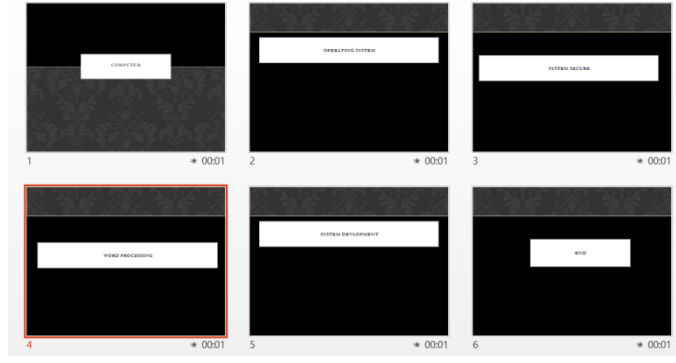 COMPUTER
OPERATING SYSTEM
SYSTEM SECURE
1 00:01
2 00:01
3 00:01
WORD PROCESSING
SYSTEM DEVLOPMENT
END
4 00:01
5 00:01
6 00:01